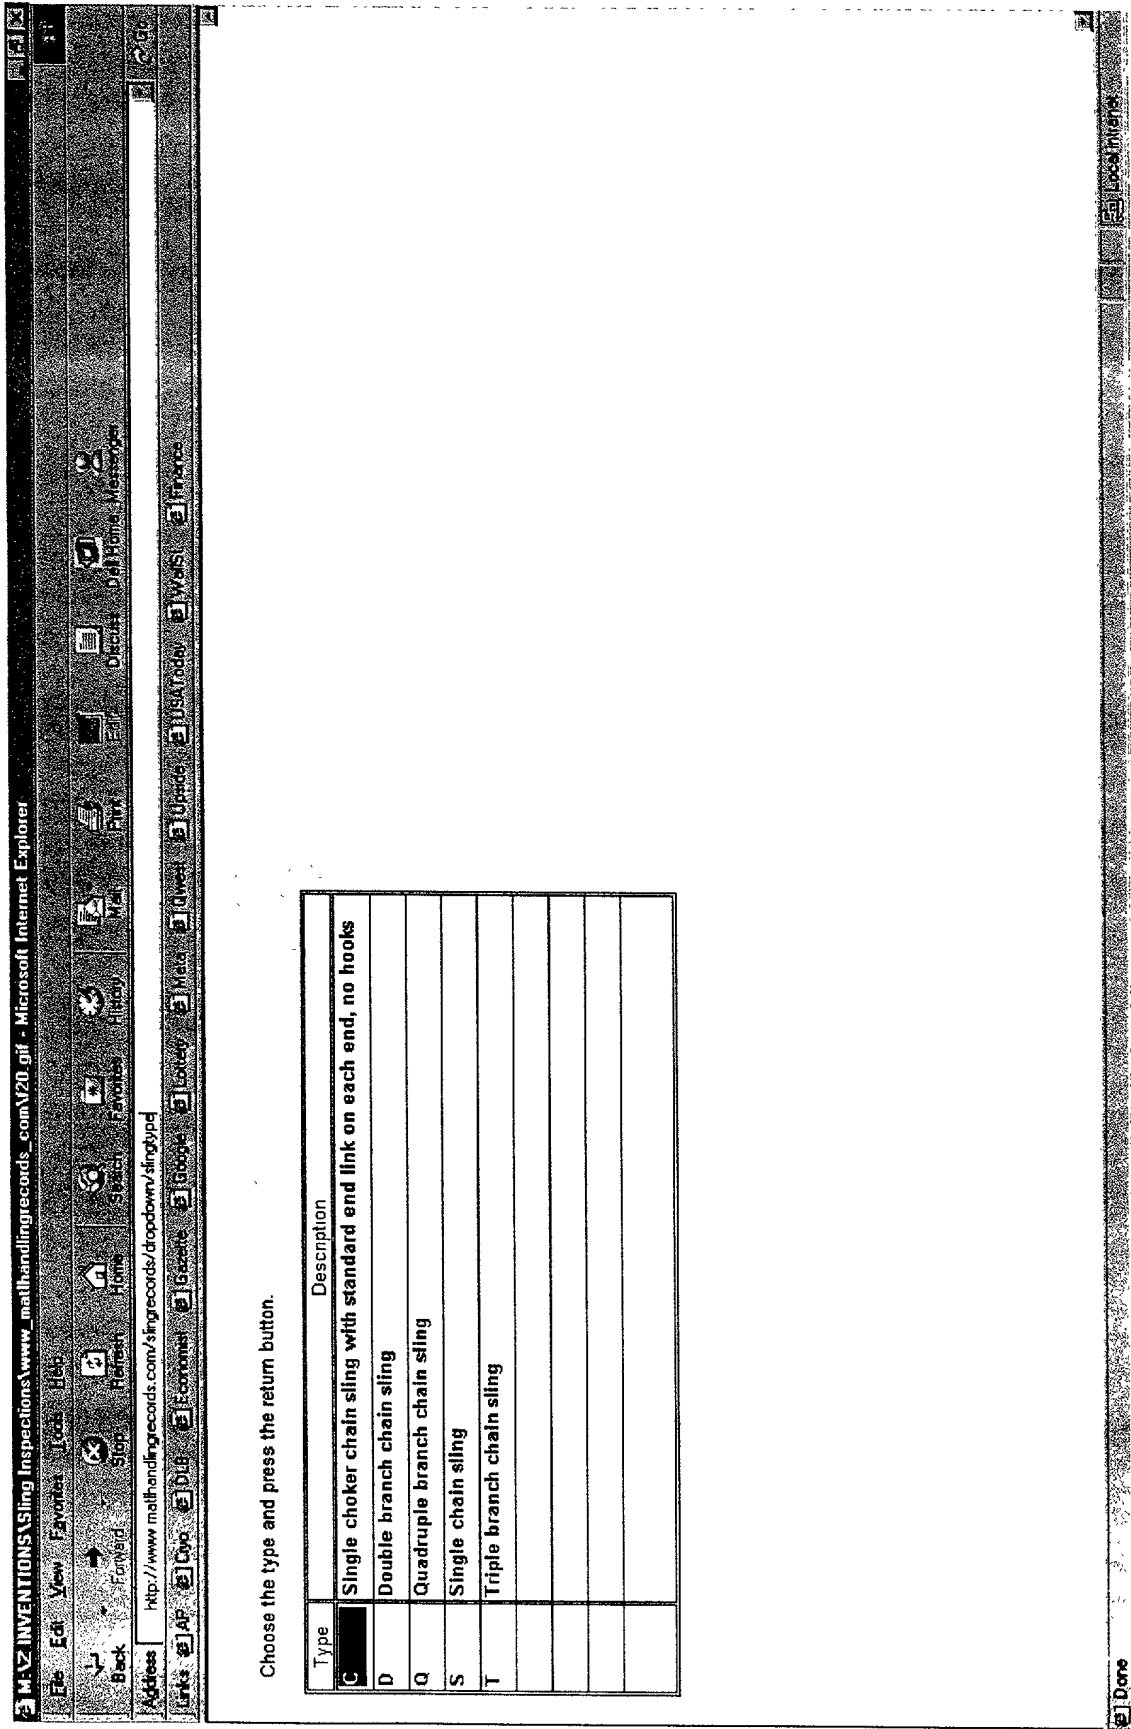 M:\Z INVENTIONS\Sling Inspections\www_matlhandlingrecords_com\f20.gif - Microsoft Internet Explorer
File Edit View Favorites Tools Help
Back Forward Stop Refresh Home Search Favorites History Mail Print Edit Discuss Dell Home Messenger
Address http://www.matlhandlingrecords.com/slingrecords/dropdown/slingtype Go
Links AP DLB Economist Gazette Google Lottery Meta Qwest Upside USAToday WallSt Finance
Choose the type and press the return button.
Type Description
C Single choker chain sling with standard end link on each end, no hooks
D Double branch chain sling
Q Quadruple branch chain sling
S Single chain sling
T Triple branch chain sling
Done Local intranet